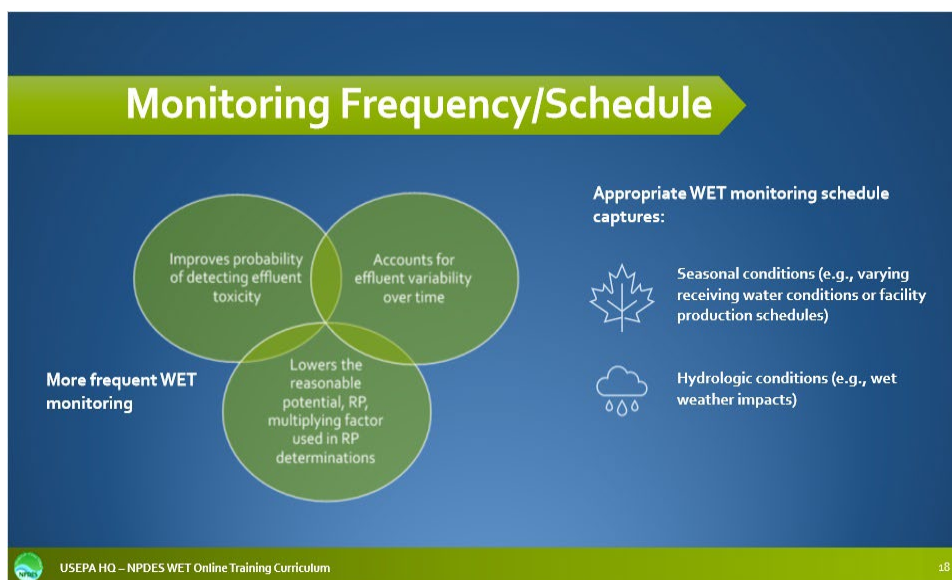 Monitoring Frequency/Schedule
Improves probability
of detecting effluent
toxicity
Accounts for
effluent variability
over time
Lowers the
reasonable
potential, RP,
multiplying factor
used in RP
determinations
More frequent WET
monitoring
Appropriate WET monitoring schedule
captures:
Seasonal conditions (e.g., varying
receiving water conditions or facility
production schedules)
Hydrologic conditions (e.g., wet
weather impacts)
NPDES
USEPA HQ – NPDES WET Online Training Curriculum
18